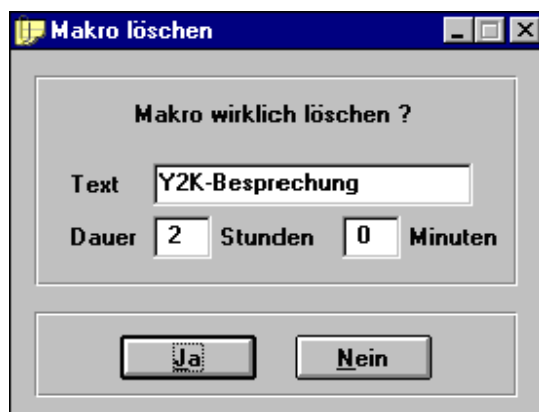 Makro löschen
Makro wirklich löschen ?
Text Y2K-Besprechung
Dauer 2 Stunden 0 Minuten
Ja Nein